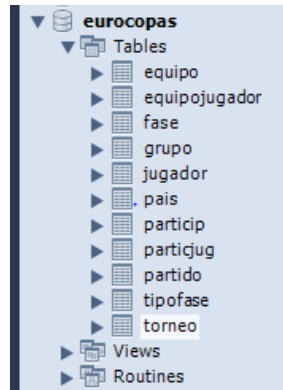 eurocopas
Tables
equipo
equipojugador
fase
grupo
jugador
pais
particip
particjug
partido
tipofase
torneo
Views
Routines